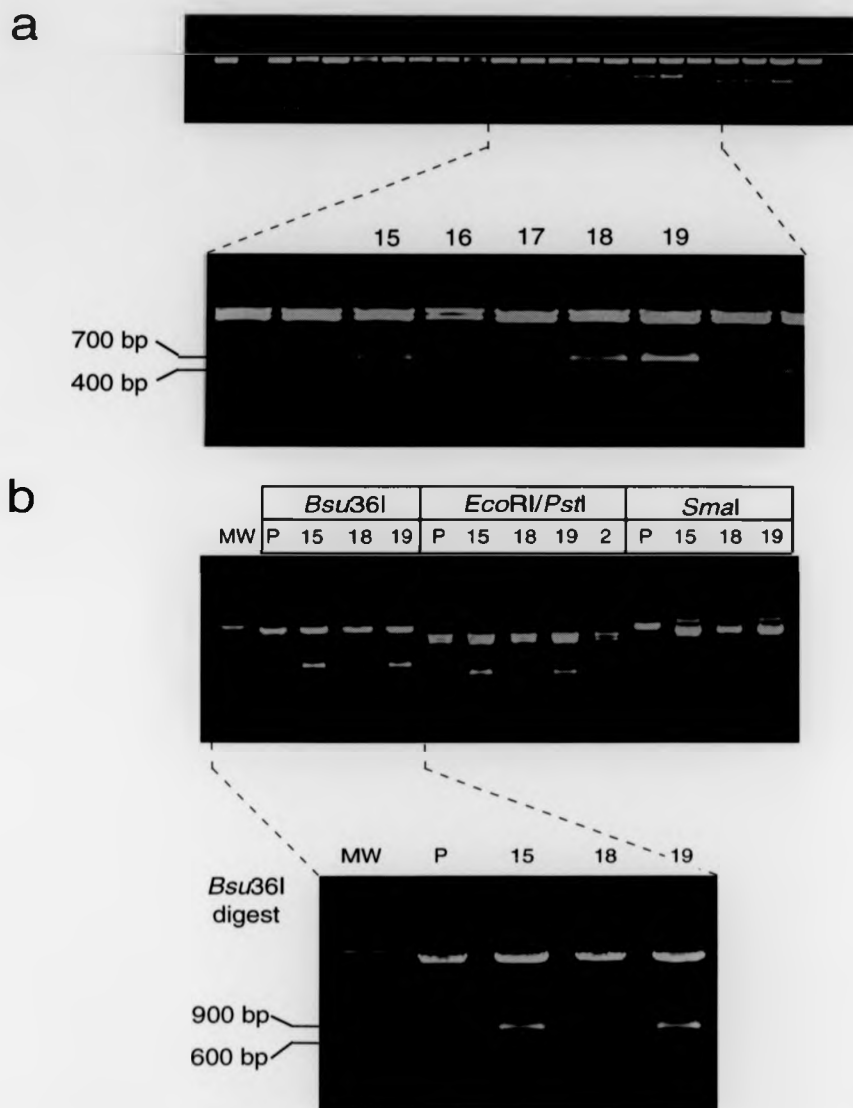 a
15 16 17 18 19
700 bp
400 bp
b
Bsu36I EcoRI/PstI SmaI
MW P 15 18 19 P 15 18 19 2 P 15 18 19
MW P 15 18 19
Bsu36I
digest
900 bp
600 bp